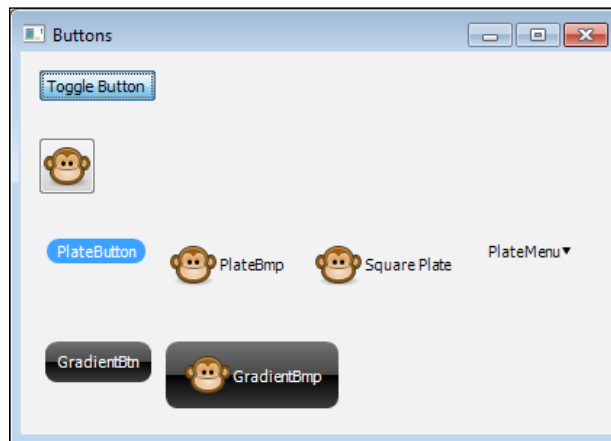 Buttons
Toggle Button
PlateButton PlateBmp Square Plate PlateMenu▼
GradientBtn GradientBmp